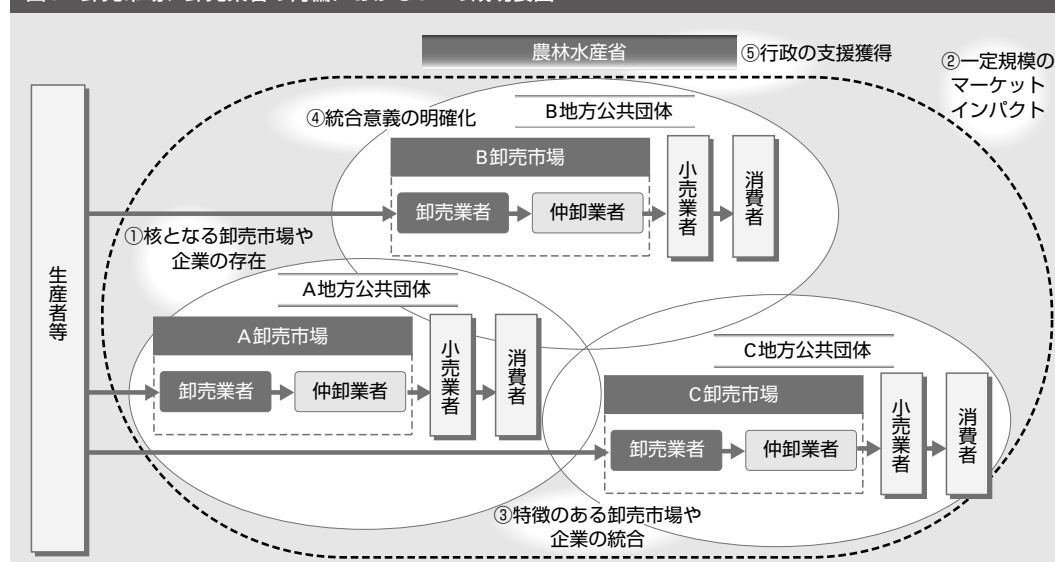 農林水産省
⑤行政の支援獲得
②一定規模の
マーケット
インパクト
④統合意義の明確化
B地方公共団体
B卸売市場
卸売業者
仲卸業者
小売業者
消費者
①核となる卸売市場や
企業の存在
生産者等
A地方公共団体
A卸売市場
卸売業者
仲卸業者
小売業者
消費者
C地方公共団体
C卸売市場
卸売業者
仲卸業者
小売業者
消費者
③特徴のある卸売市場や
企業の統合